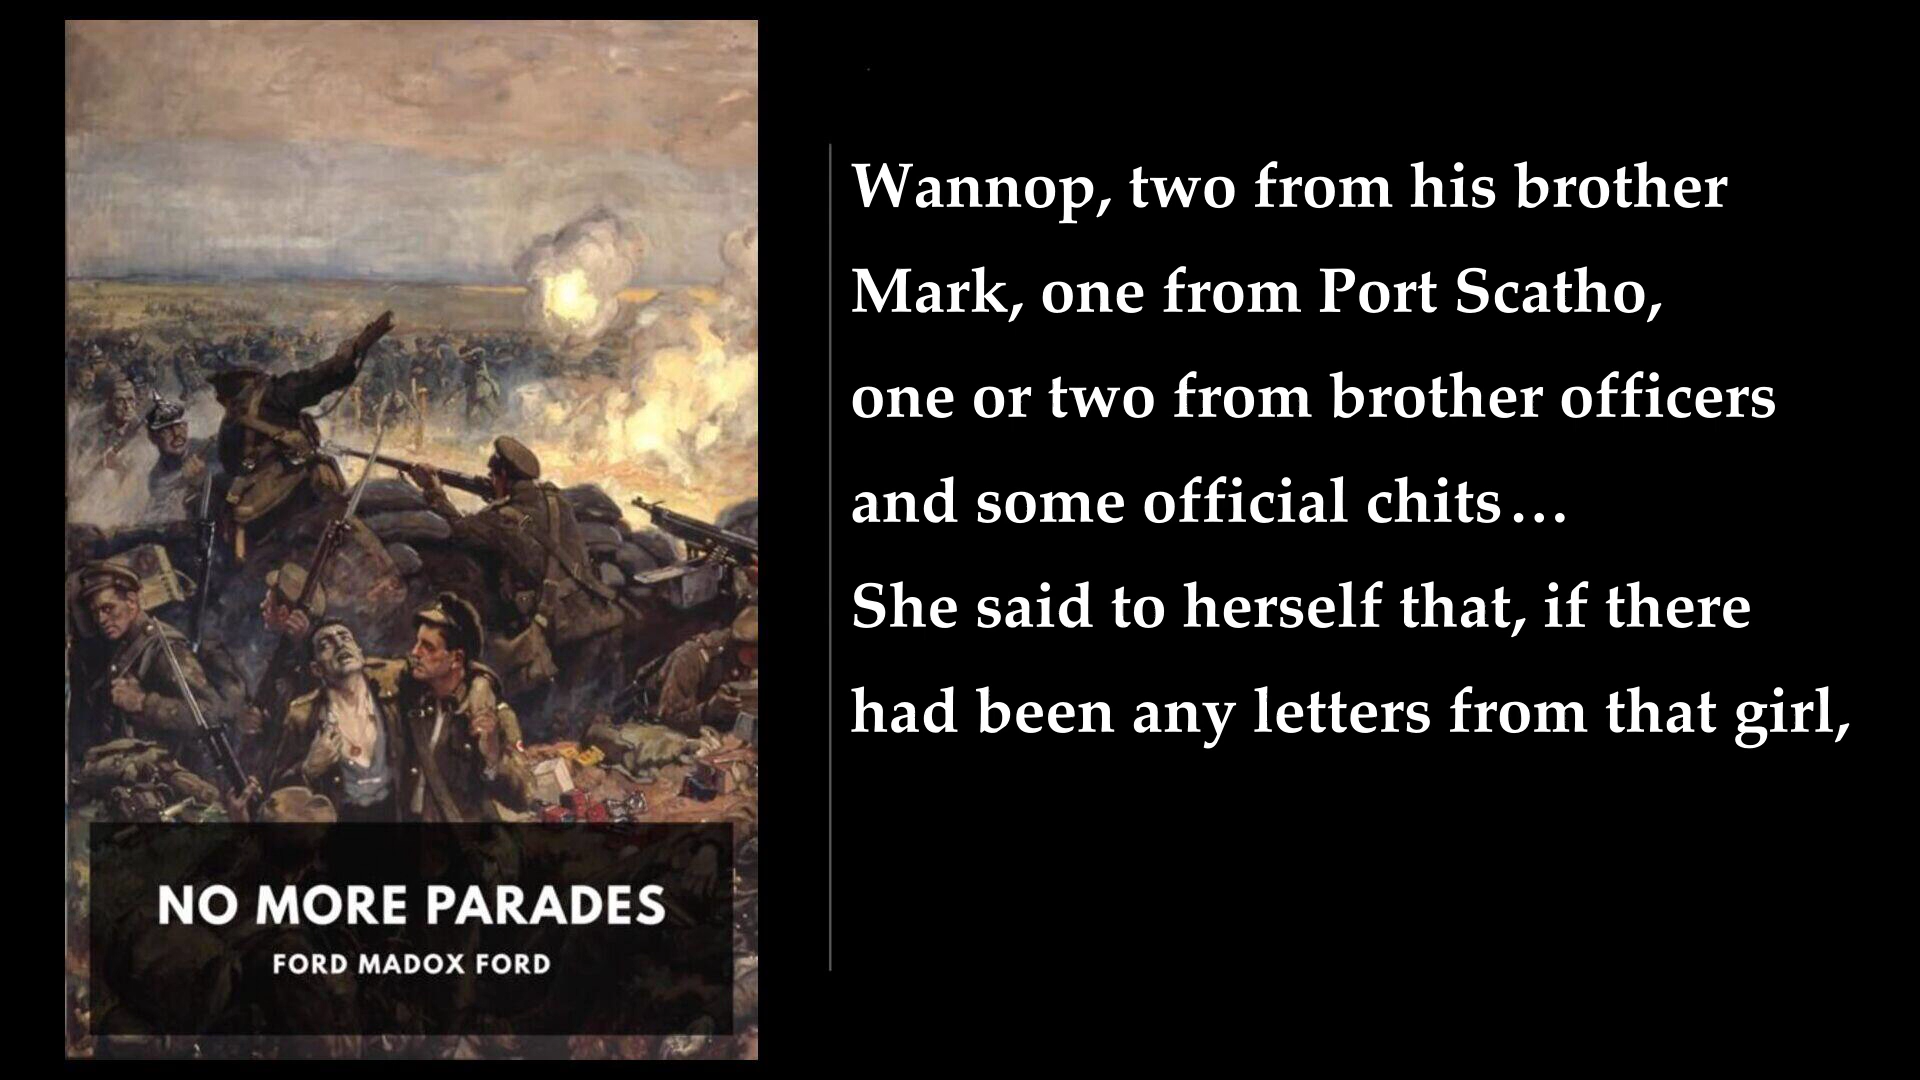 NO MORE PARADES
FORD MADOX FORD
Wannop, two from his brother
Mark, one from Port Scatho,
one or two from brother officers
and some official chits…
She said to herself that, if there
had been any letters from that girl,